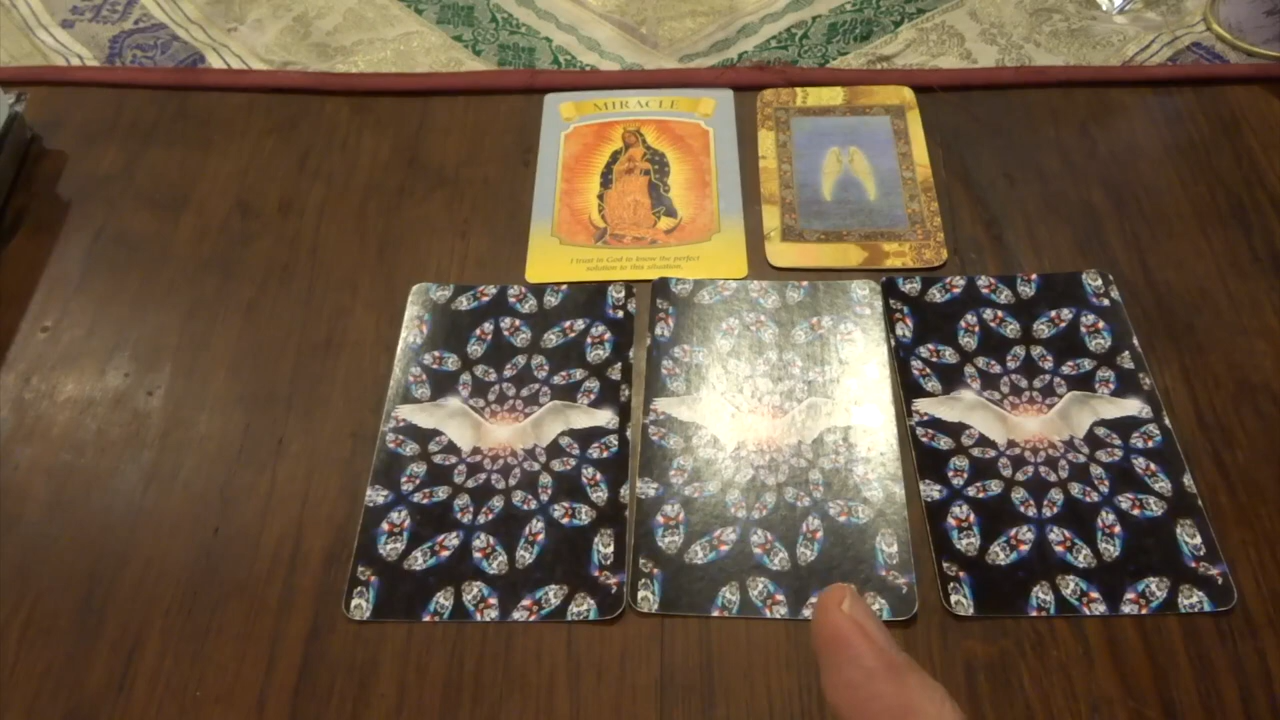 MIRACLE
I trust in God to know the perfect
solution to this situation.